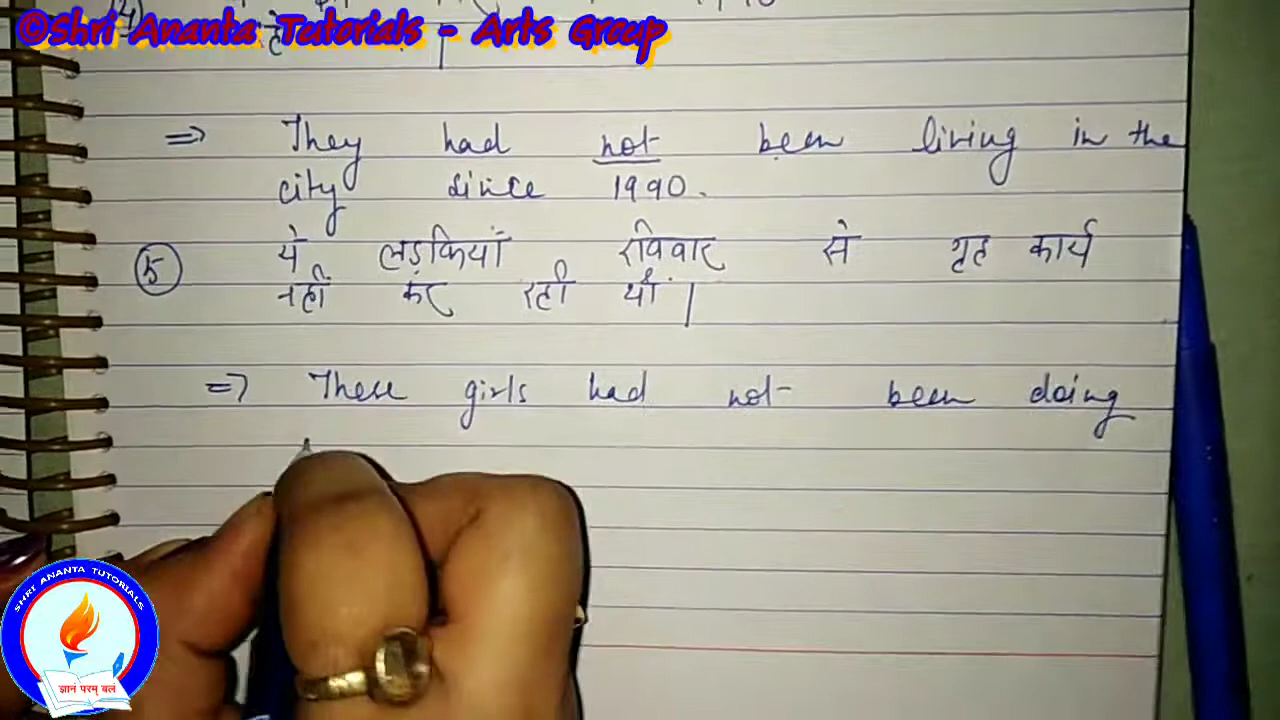 ©Shri Ananta Tutorials - Arts Group
⇒ They had not been living in the
city since 1990.
5 ये लड़कियाँ रविवार से गृह कार्य
नहीं कर रही थीं |
⇒ These girls had not been doing
SHRI ANANTA TUTORIALS
ज्ञानं परम् बलं